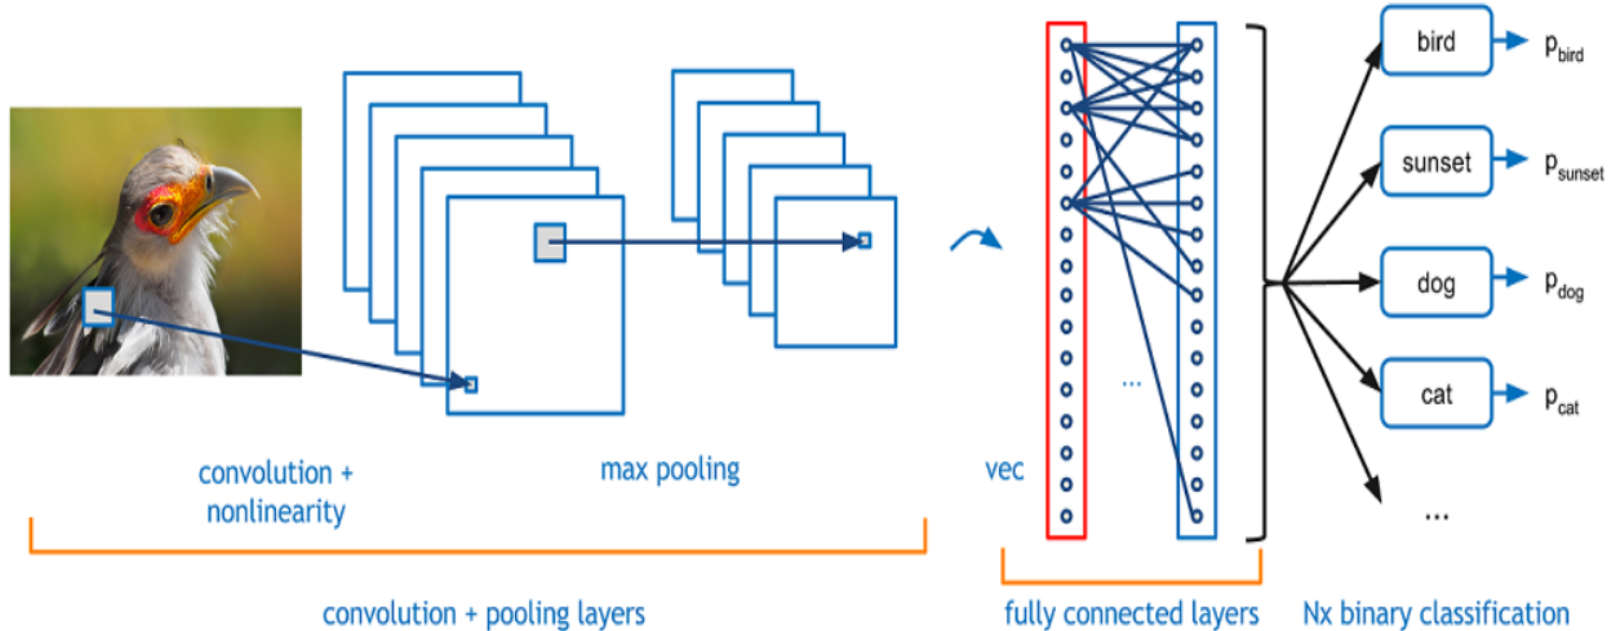 bird
p_bird
sunset
p_sunset
dog
p_dog
cat
p_cat
...
...
convolution +
nonlinearity
max pooling
vec
convolution + pooling layers
fully connected layers
Nx binary classification